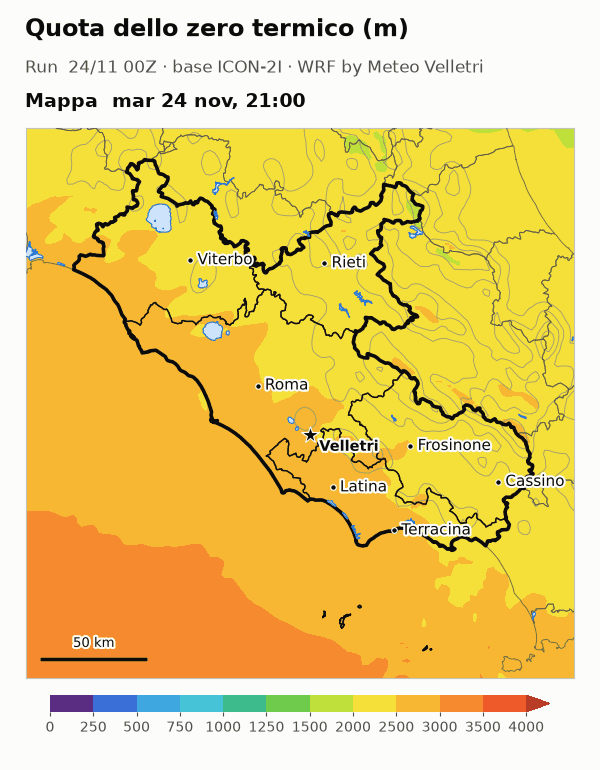 Quota dello zero termico (m)
Run  24/11 00Z · base ICON-2I · WRF by Meteo Velletri
Mappa  mar 24 nov, 21:00
Viterbo
Rieti
Roma
Velletri
Frosinone
Cassino
Latina
Terracina
50 km
0 250 500 750 1000 1250 1500 2000 2500 3000 3500 4000